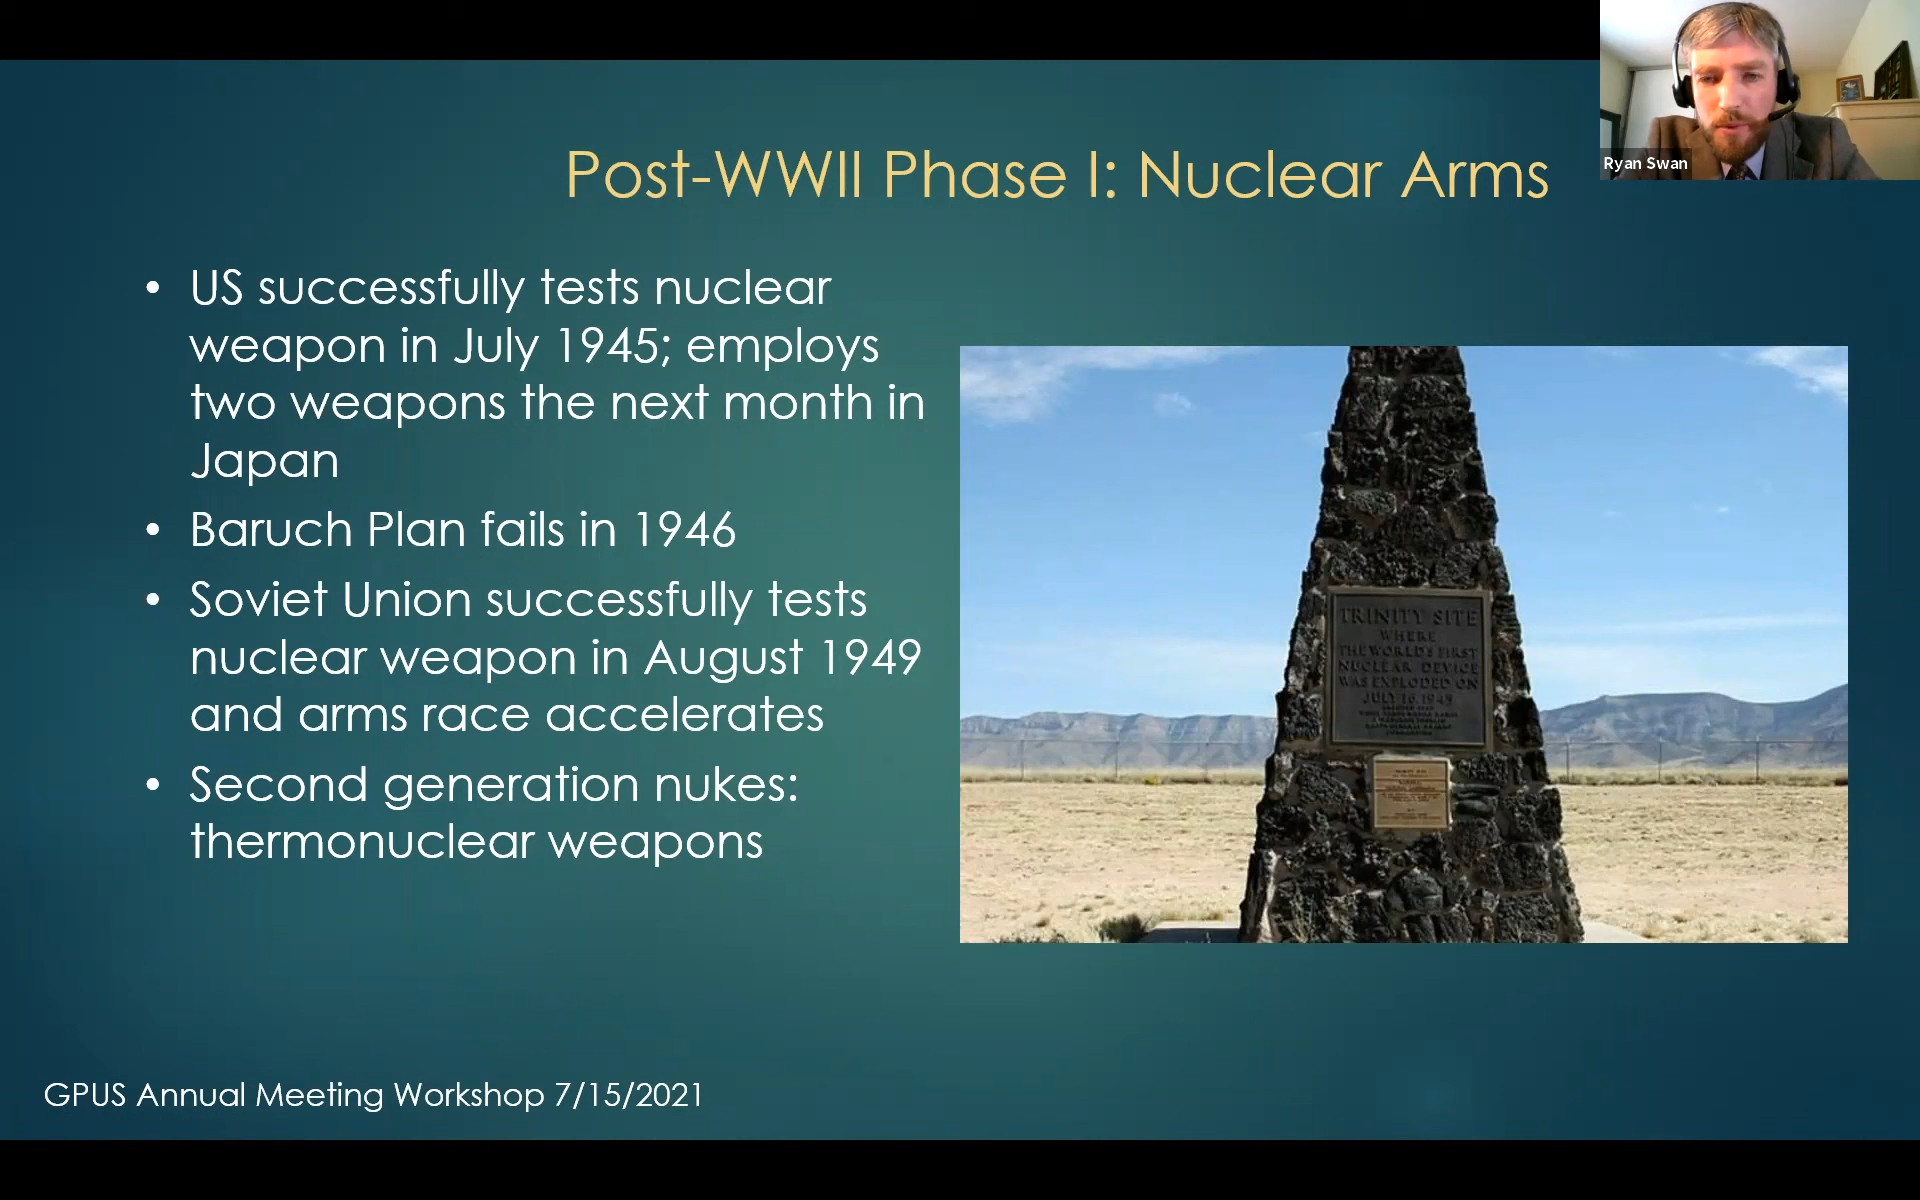 Post-WWII Phase I: Nuclear Arms
Ryan Swan
• US successfully tests nuclear
weapon in July 1945; employs
two weapons the next month in
Japan
• Baruch Plan fails in 1946
• Soviet Union successfully tests
nuclear weapon in August 1949
and arms race accelerates
• Second generation nukes:
thermonuclear weapons
TRINITY SITE
WHERE
THE WORLD'S FIRST
NUCLEAR DEVICE
WAS EXPLODED ON
JULY 16 1945
GPUS Annual Meeting Workshop 7/15/2021